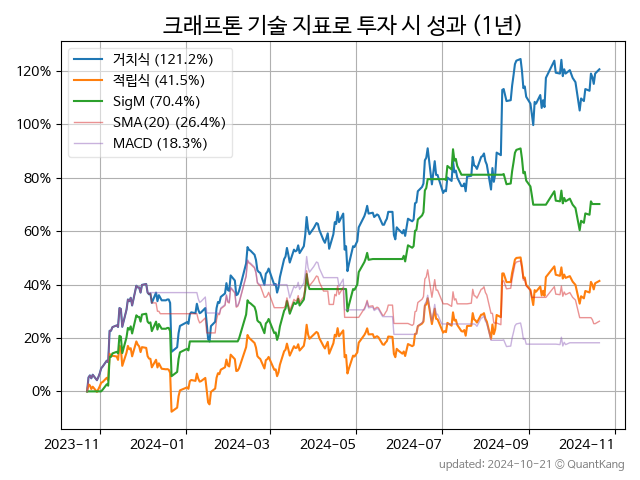 크래프톤 기술 지표로 투자 시 성과 (1년)
거치식 (121.2%)
적립식 (41.5%)
SigM (70.4%)
SMA(20) (26.4%)
MACD (18.3%)
120%
100%
80%
60%
40%
20%
0%
2023-11 2024-01 2024-03 2024-05 2024-07 2024-09 2024-11
updated: 2024-10-21 © QuantKang